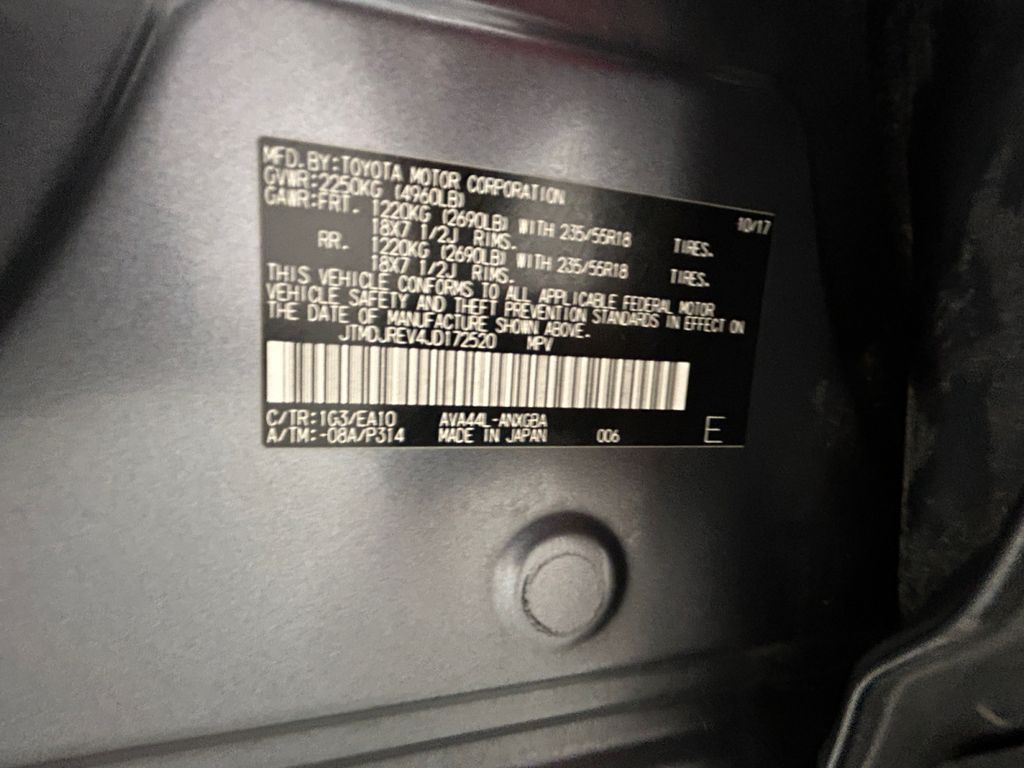 MFD. BY: TOYOTA MOTOR CORPORATION 10/17
GVWR: 2250KG (4960LB)
GAWR: FRT. 1220KG (2690LB) WITH 235/55R18 TIRES.
18X7 1/2J RIMS.
RR. 1220KG (2690LB) WITH 235/55R18 TIRES.
18X7 1/2J RIMS.
THIS VEHICLE CONFORMS TO ALL APPLICABLE FEDERAL MOTOR
VEHICLE SAFETY AND THEFT PREVENTION STANDARDS IN EFFECT ON
THE DATE OF MANUFACTURE SHOWN ABOVE.
JTMDJREV4JD172520 MPV
C/TR: 1G3/EA10 AVA44L-ANXGBA
A/TM: -08A/P314 MADE IN JAPAN 006 E